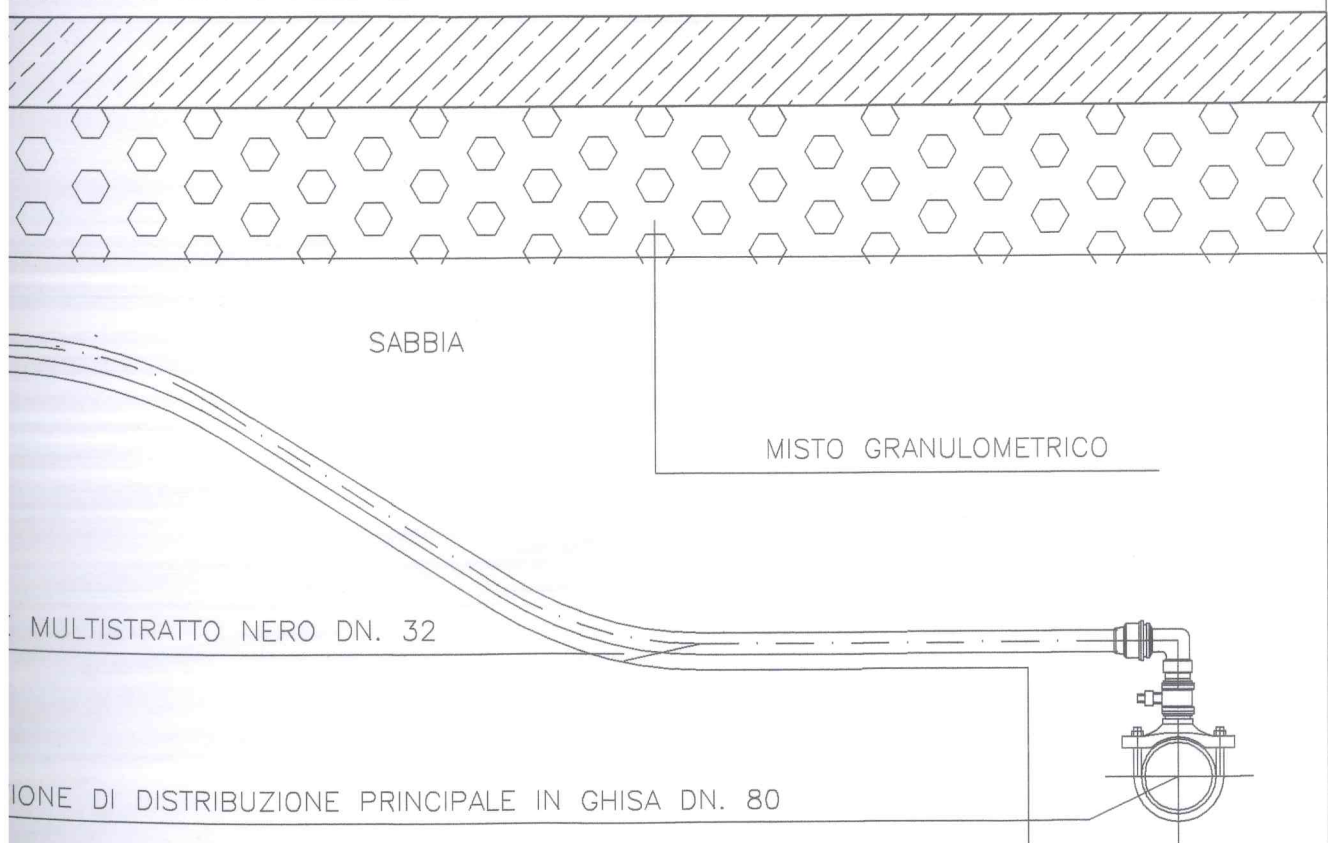 SABBIA
MISTO GRANULOMETRICO
MULTISTRATTO NERO DN. 32
IONE DI DISTRIBUZIONE PRINCIPALE IN GHISA DN. 80